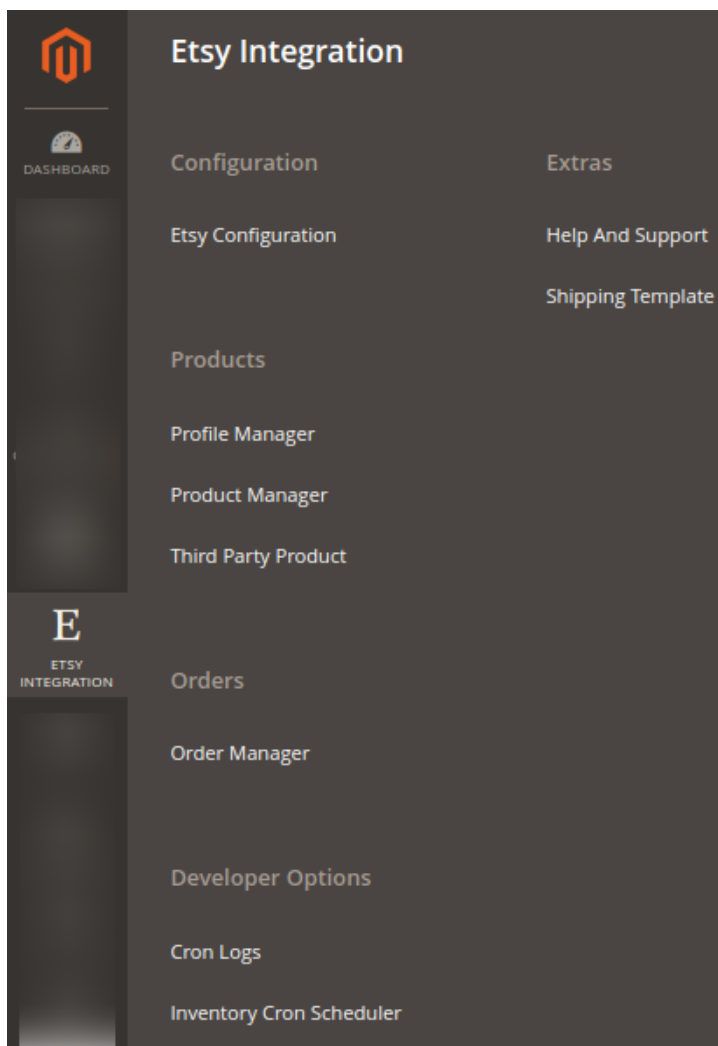 DASHBOARD
ETSY
INTEGRATION
Etsy Integration
Configuration
Etsy Configuration
Products
Profile Manager
Product Manager
Third Party Product
Orders
Order Manager
Developer Options
Cron Logs
Inventory Cron Scheduler
Extras
Help And Support
Shipping Template